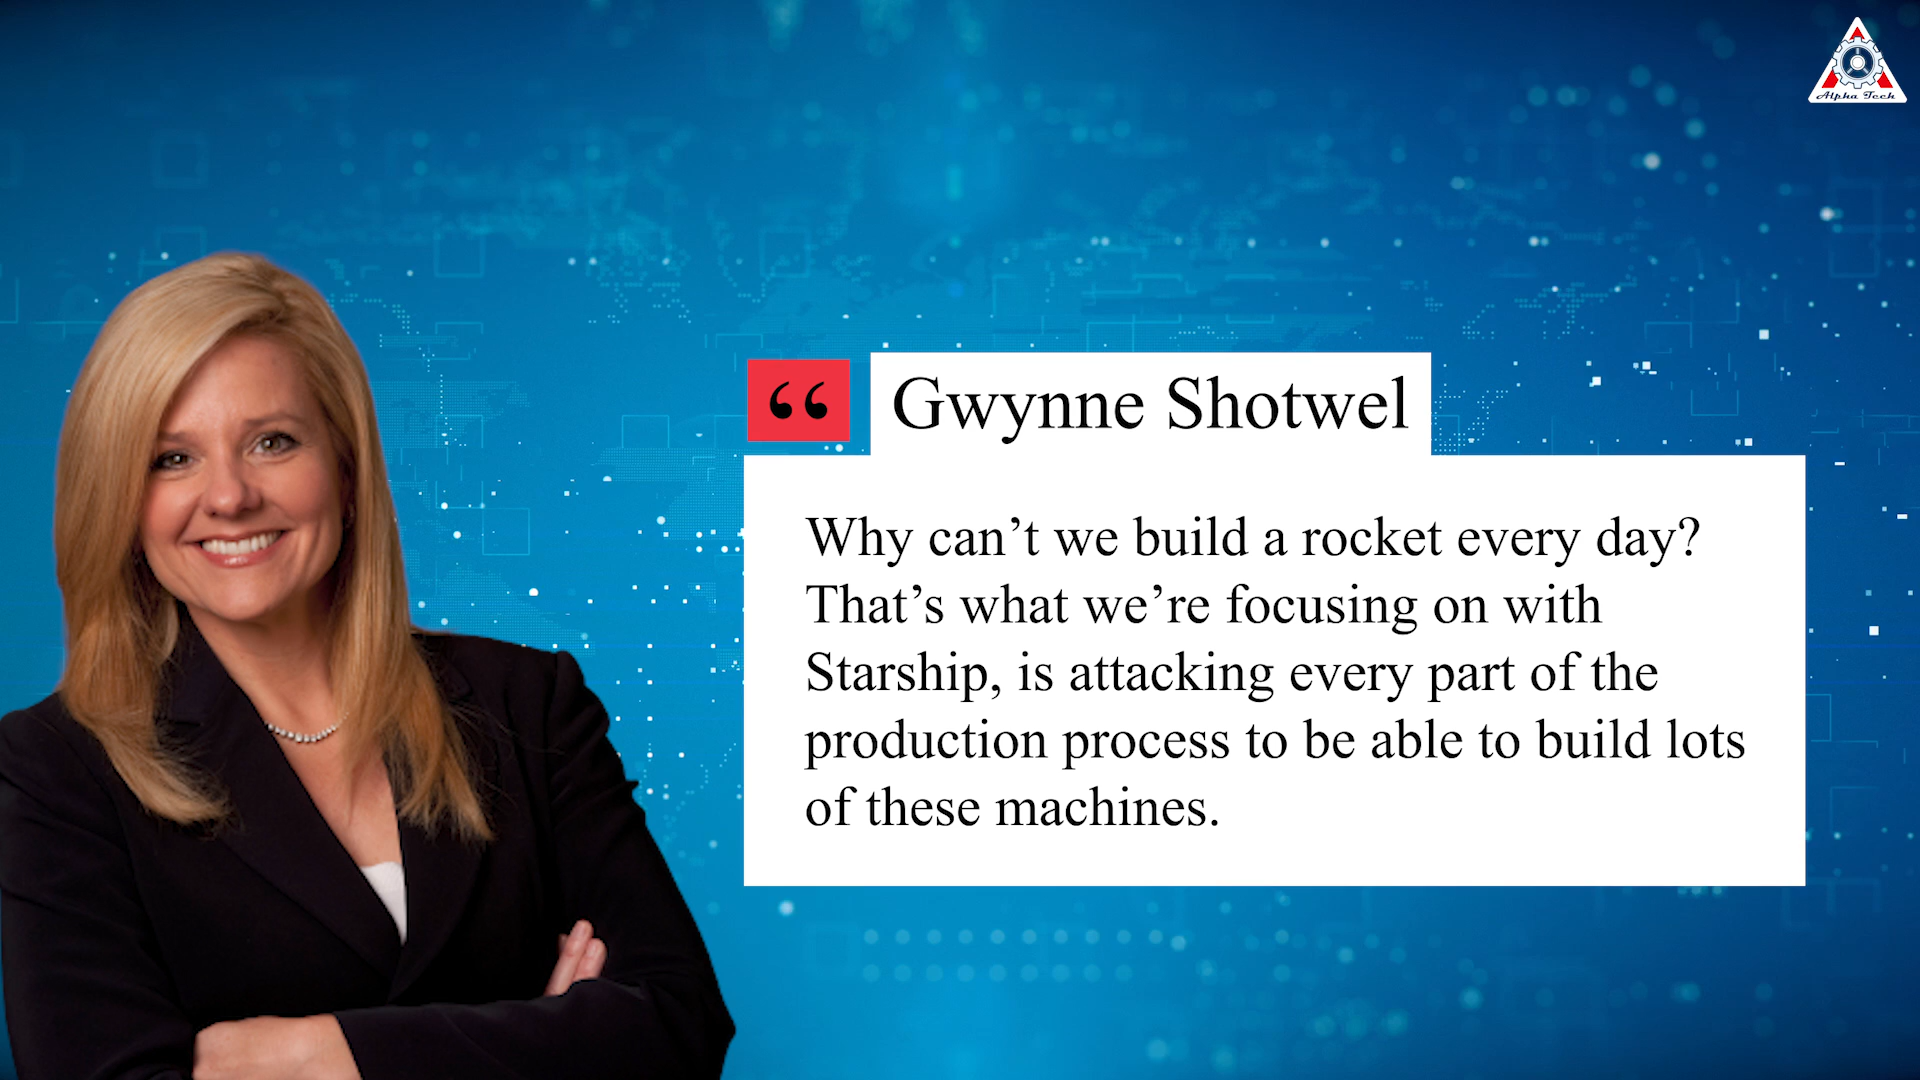 Alpha Tech
“
Gwynne Shotwel
Why can’t we build a rocket every day?
That’s what we’re focusing on with
Starship, is attacking every part of the
production process to be able to build lots
of these machines.